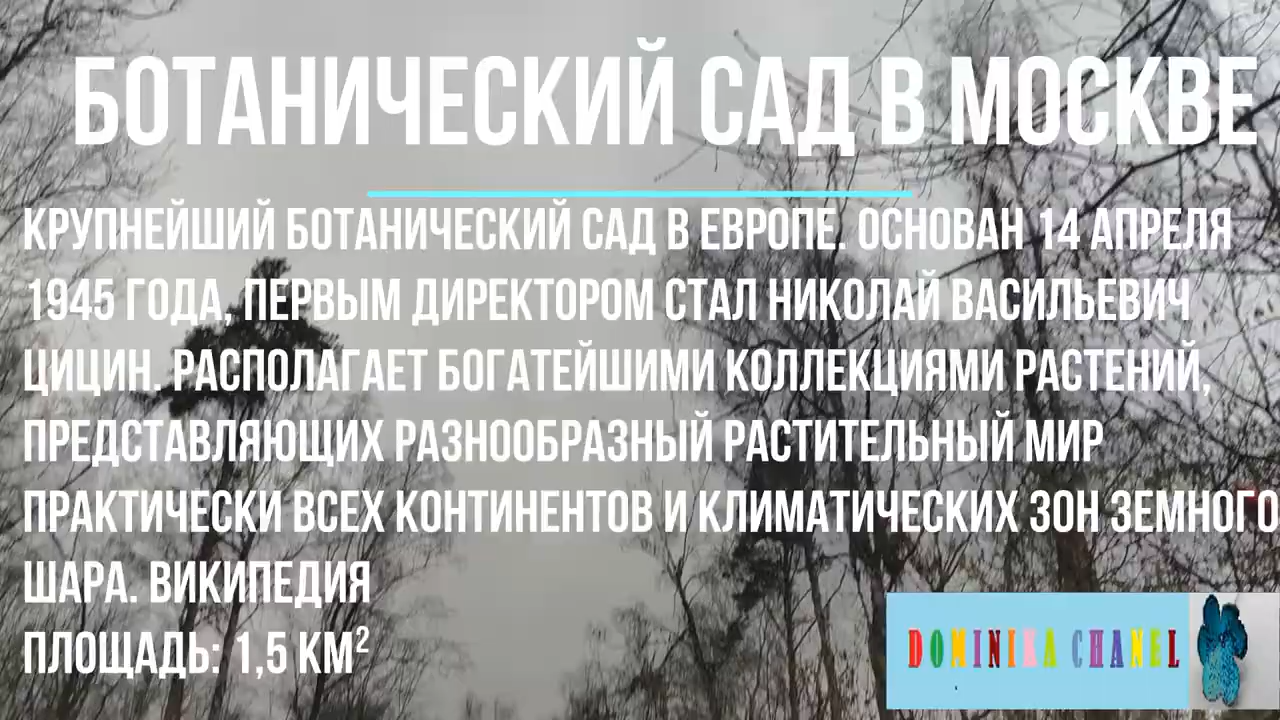 БОТАНИЧЕСКИЙ САД В МОСКВЕ
КРУПНЕЙШИЙ БОТАНИЧЕСКИЙ САД В ЕВРОПЕ. ОСНОВАН 14 АПРЕЛЯ
1945 ГОДА, ПЕРВЫМ ДИРЕКТОРОМ СТАЛ НИКОЛАЙ ВАСИЛЬЕВИЧ
ЦИЦИН. РАСПОЛАГАЕТ БОГАТЕЙШИМИ КОЛЛЕКЦИЯМИ РАСТЕНИЙ,
ПРЕДСТАВЛЯЮЩИХ РАЗНООБРАЗНЫЙ РАСТИТЕЛЬНЫЙ МИР
ПРАКТИЧЕСКИ ВСЕХ КОНТИНЕНТОВ И КЛИМАТИЧЕСКИХ ЗОН ЗЕМНОГО
ШАРА. ВИКИПЕДИЯ
ПЛОЩАДЬ: 1,5 КМ²
DOMINIKA CHANEL